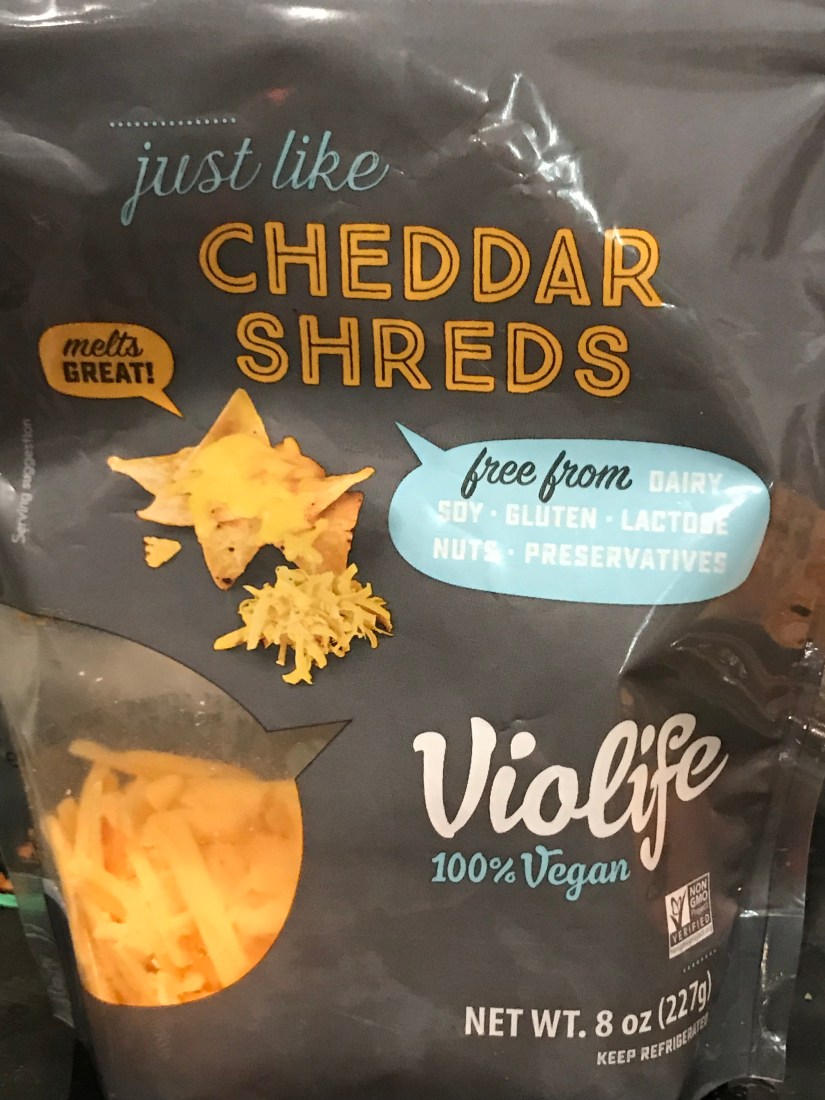 just like
CHEDDAR
SHREDS
melts
GREAT!
Serving suggestion
free from DAIRY
SOY · GLUTEN · LACTOSE
NUTS · PRESERVATIVES
Violife
100% Vegan
NON
GMO
Project
VERIFIED
NET WT. 8 oz (227g)
KEEP REFRIGERATED